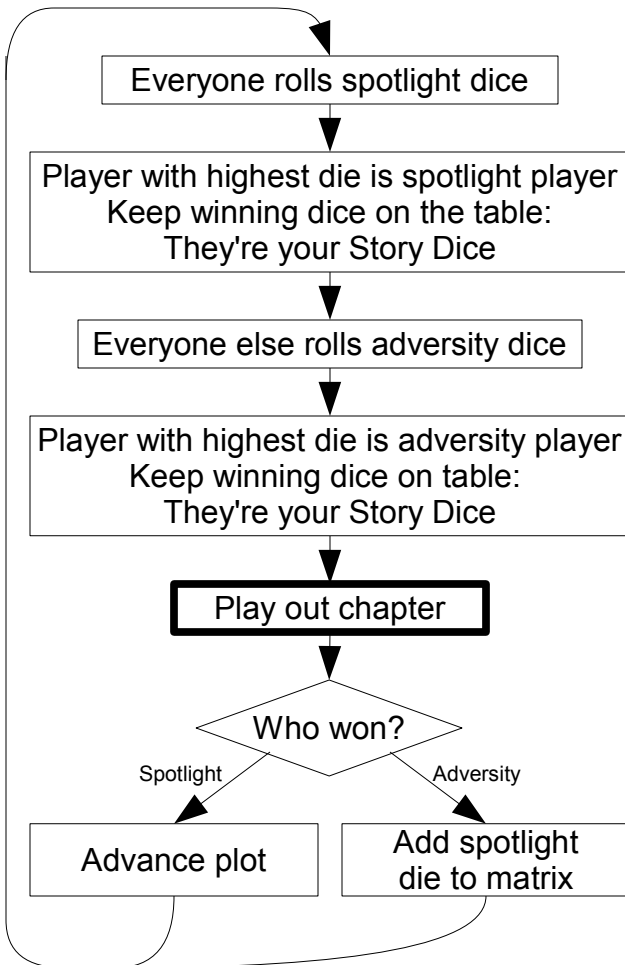 Everyone rolls spotlight dice
Player with highest die is spotlight player
Keep winning dice on the table:
They're your Story Dice
Everyone else rolls adversity dice
Player with highest die is adversity player
Keep winning dice on table:
They're your Story Dice
Play out chapter
Who won?
Spotlight
Adversity
Advance plot
Add spotlight
die to matrix